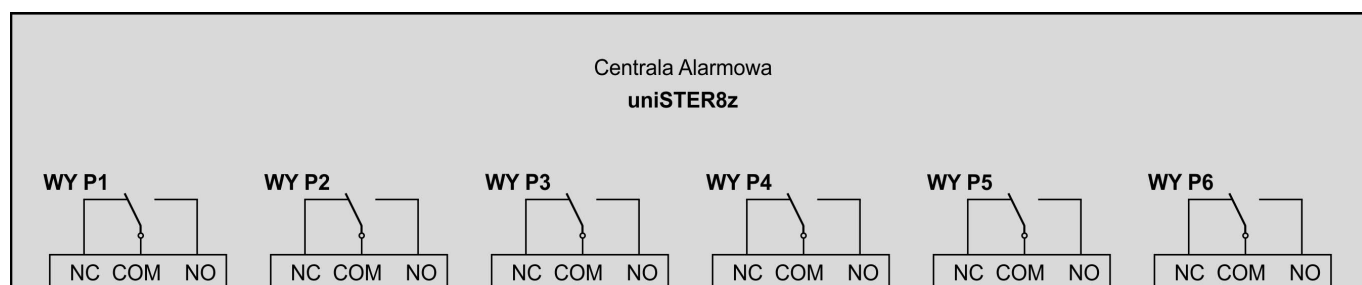 Centrala Alarmowa
uniSTER8z
WY P1 WY P2 WY P3 WY P4 WY P5 WY P6
NC COM NO NC COM NO NC COM NO NC COM NO NC COM NO NC COM NO